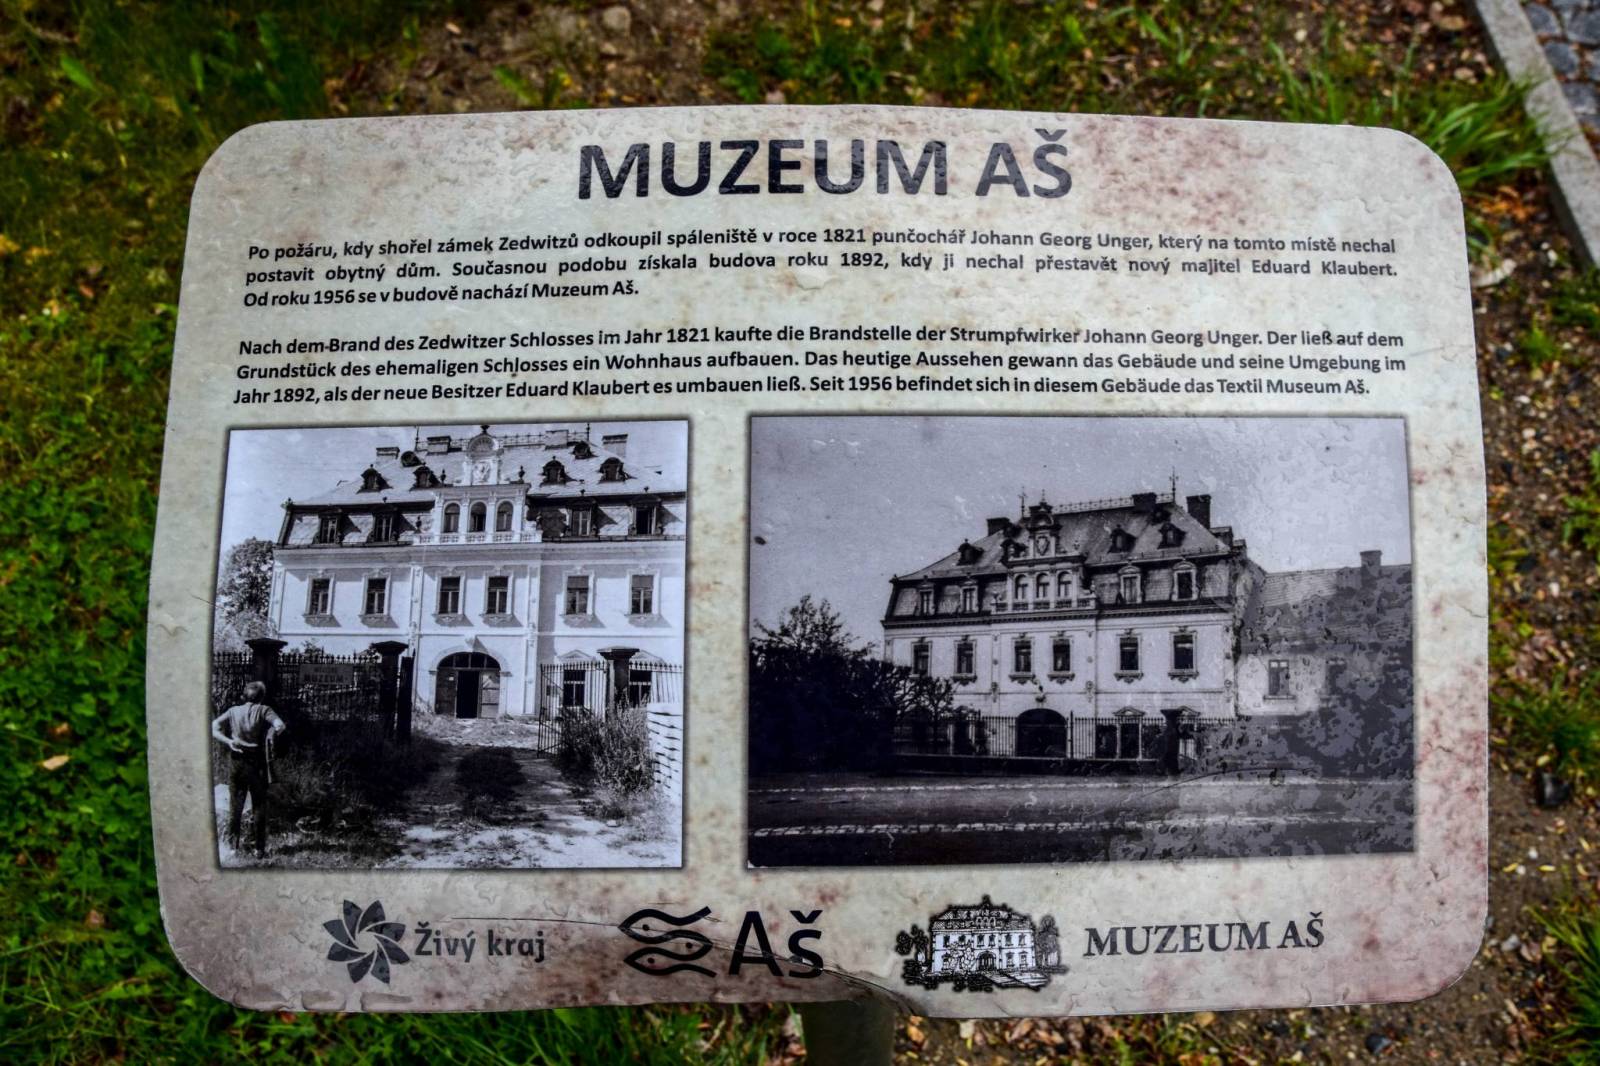 MUZEUM AŠ
Po požáru, kdy shořel zámek Zedwitzů odkoupil spáleniště v roce 1821 punčochář Johann Georg Unger, který na tomto místě nechal
postavit obytný dům. Současnou podobu získala budova roku 1892, kdy ji nechal přestavět nový majitel Eduard Klaubert.
Od roku 1956 se v budově nachází Muzeum Aš.
Nach dem Brand des Zedwitzer Schlosses im Jahr 1821 kaufte die Brandstelle der Strumpfwirker Johann Georg Unger. Der ließ auf dem
Grundstück des ehemaligen Schlosses ein Wohnhaus aufbauen. Das heutige Aussehen gewann das Gebäude und seine Umgebung im
Jahr 1892, als der neue Besitzer Eduard Klaubert es umbauen ließ. Seit 1956 befindet sich in diesem Gebäude das Textil Museum Aš.
MUZEUM
Živý kraj
Aš
MUZEUM AŠ